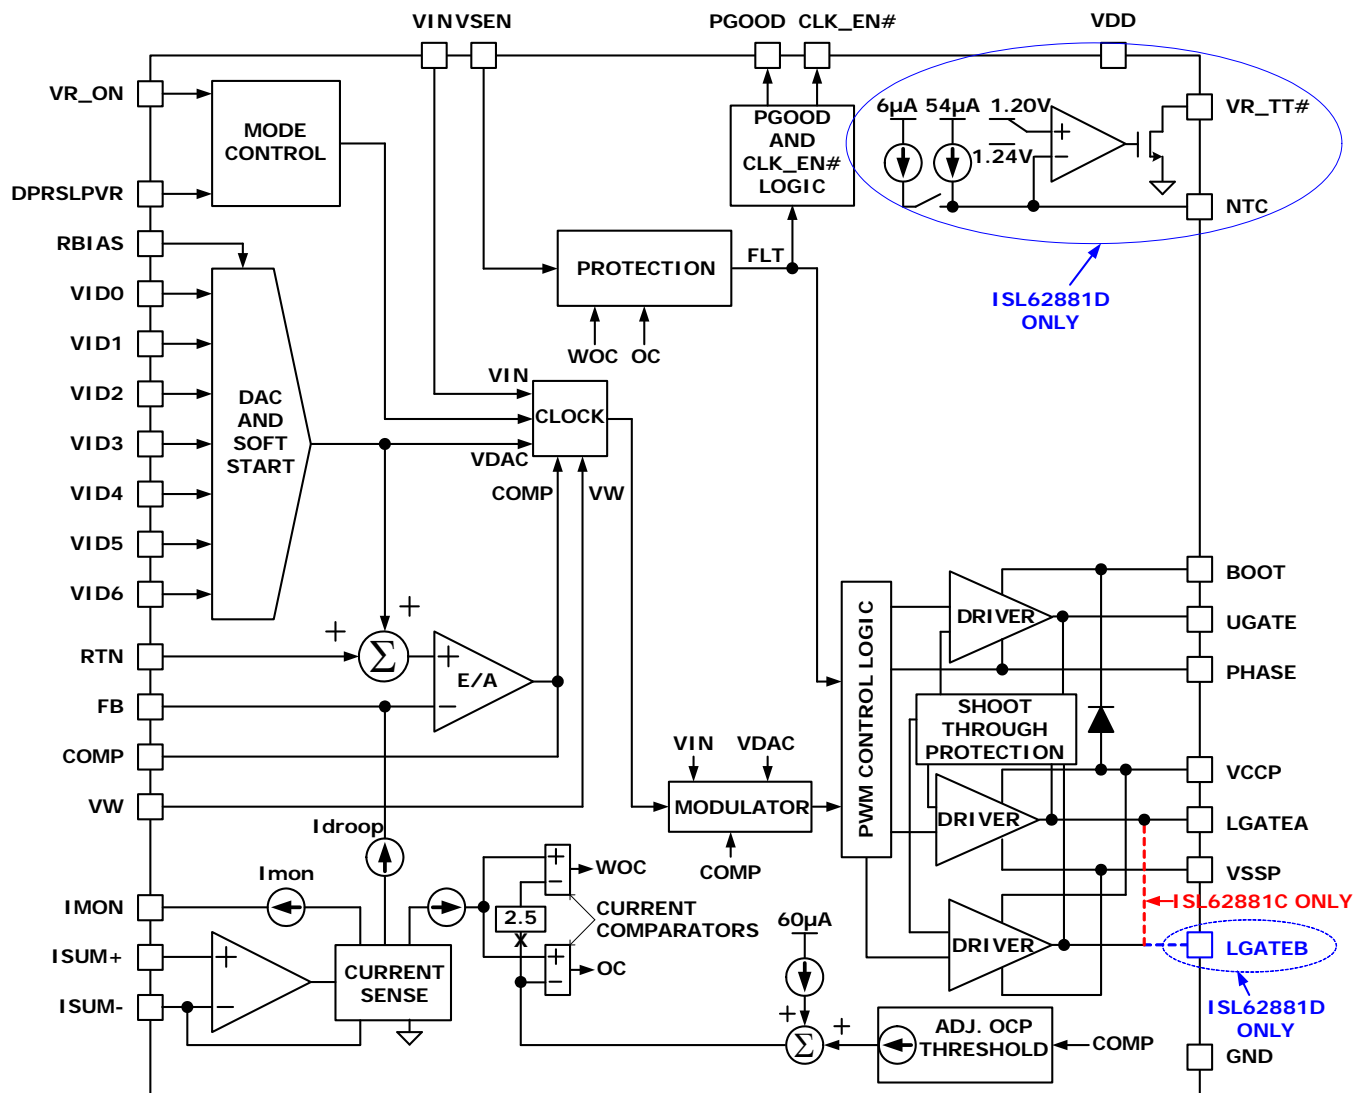 VIN VSEN
PGOOD CLK_EN#
VDD
VR_ON
DPRSLPVR
RBIAS
VID0
VID1
VID2
VID3
VID4
VID5
VID6
RTN
FB
COMP
VW
IMON
ISUM+
ISUM-
MODE
CONTROL
DAC
AND
SOFT
START
PGOOD
AND
CLK_EN#
LOGIC
6µA 54µA 1.20V
1.24V
+
−
VR_TT#
NTC
ISL62881D
ONLY
PROTECTION
FLT
WOC OC
VIN
CLOCK
VDAC
COMP
VW
+
+
Σ
+
−
E/A
PWM CONTROL LOGIC
DRIVER
SHOOT
THROUGH
PROTECTION
DRIVER
DRIVER
BOOT
UGATE
PHASE
VCCP
LGATEA
VSSP
ISL62881C ONLY
LGATEB
ISL62881D
ONLY
GND
VIN VDAC
MODULATOR
COMP
Idroop
Imon
+
−
CURRENT
SENSE
+
−
WOC
2.5
X
CURRENT
COMPARATORS
+
−
OC
60µA
+
+
Σ
ADJ. OCP
THRESHOLD
COMP